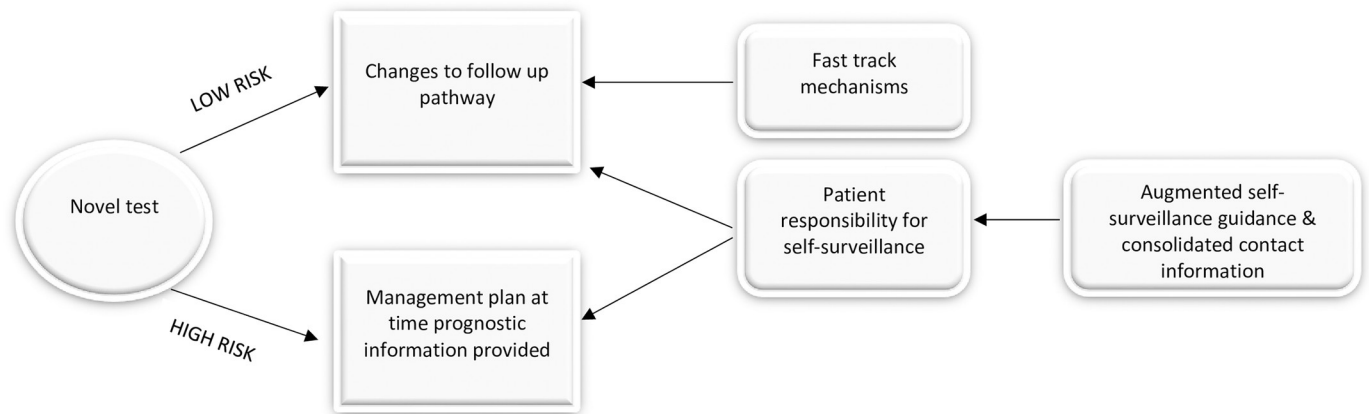 Novel test
LOW RISK
HIGH RISK
Changes to follow up
pathway
Management plan at
time prognostic
information provided
Fast track
mechanisms
Patient
responsibility for
self-surveillance
Augmented self-
surveillance guidance &
consolidated contact
information